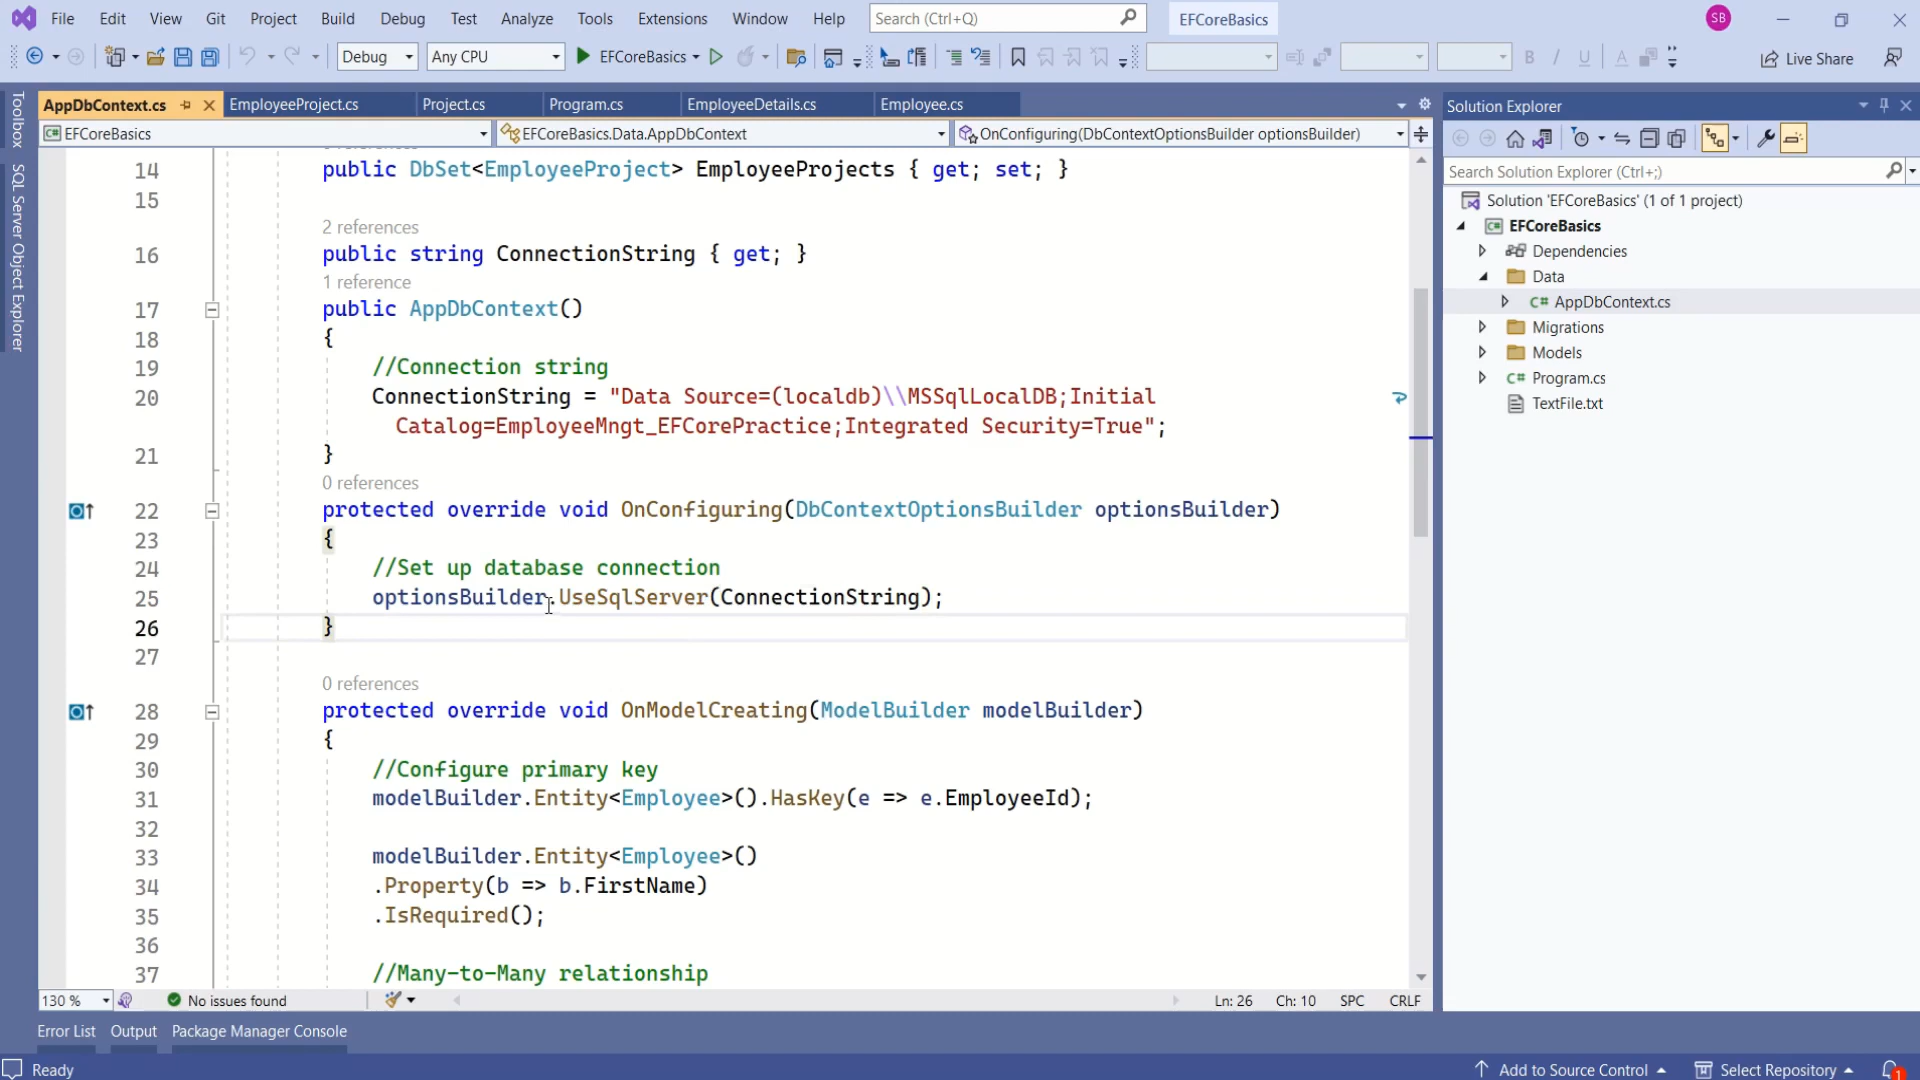 File Edit View Git Project Build Debug Test Analyze Tools Extensions Window Help Search (Ctrl+Q) EFCoreBasics SB
Debug Any CPU EFCoreBasics Live Share
AppDbContext.cs EmployeeProject.cs Project.cs Program.cs EmployeeDetails.cs Employee.cs
EFCoreBasics EFCoreBasics.Data.AppDbContext OnConfiguring(DbContextOptionsBuilder optionsBuilder)
Toolbox
SQL Server Object Explorer
14 public DbSet<EmployeeProject> EmployeeProjects { get; set; }
15
2 references
16 public string ConnectionString { get; }
1 reference
17 public AppDbContext()
18 {
19 //Connection string
20 ConnectionString = "Data Source=(localdb)\\MSSqlLocalDB;Initial
Catalog=EmployeeMngt_EFCorePractice;Integrated Security=True";
21 }
0 references
22 protected override void OnConfiguring(DbContextOptionsBuilder optionsBuilder)
23 {
24 //Set up database connection
25 optionsBuilder.UseSqlServer(ConnectionString);
26 }
27
0 references
28 protected override void OnModelCreating(ModelBuilder modelBuilder)
29 {
30 //Configure primary key
31 modelBuilder.Entity<Employee>().HasKey(e => e.EmployeeId);
32
33 modelBuilder.Entity<Employee>()
34 .Property(b => b.FirstName)
35 .IsRequired();
36
37 //Many-to-Many relationship
130 % No issues found Ln: 26 Ch: 10 SPC CRLF
Solution Explorer
Search Solution Explorer (Ctrl+;)
Solution 'EFCoreBasics' (1 of 1 project)
EFCoreBasics
Dependencies
Data
C# AppDbContext.cs
Migrations
Models
C# Program.cs
TextFile.txt
Error List Output Package Manager Console
Ready Add to Source Control Select Repository 1